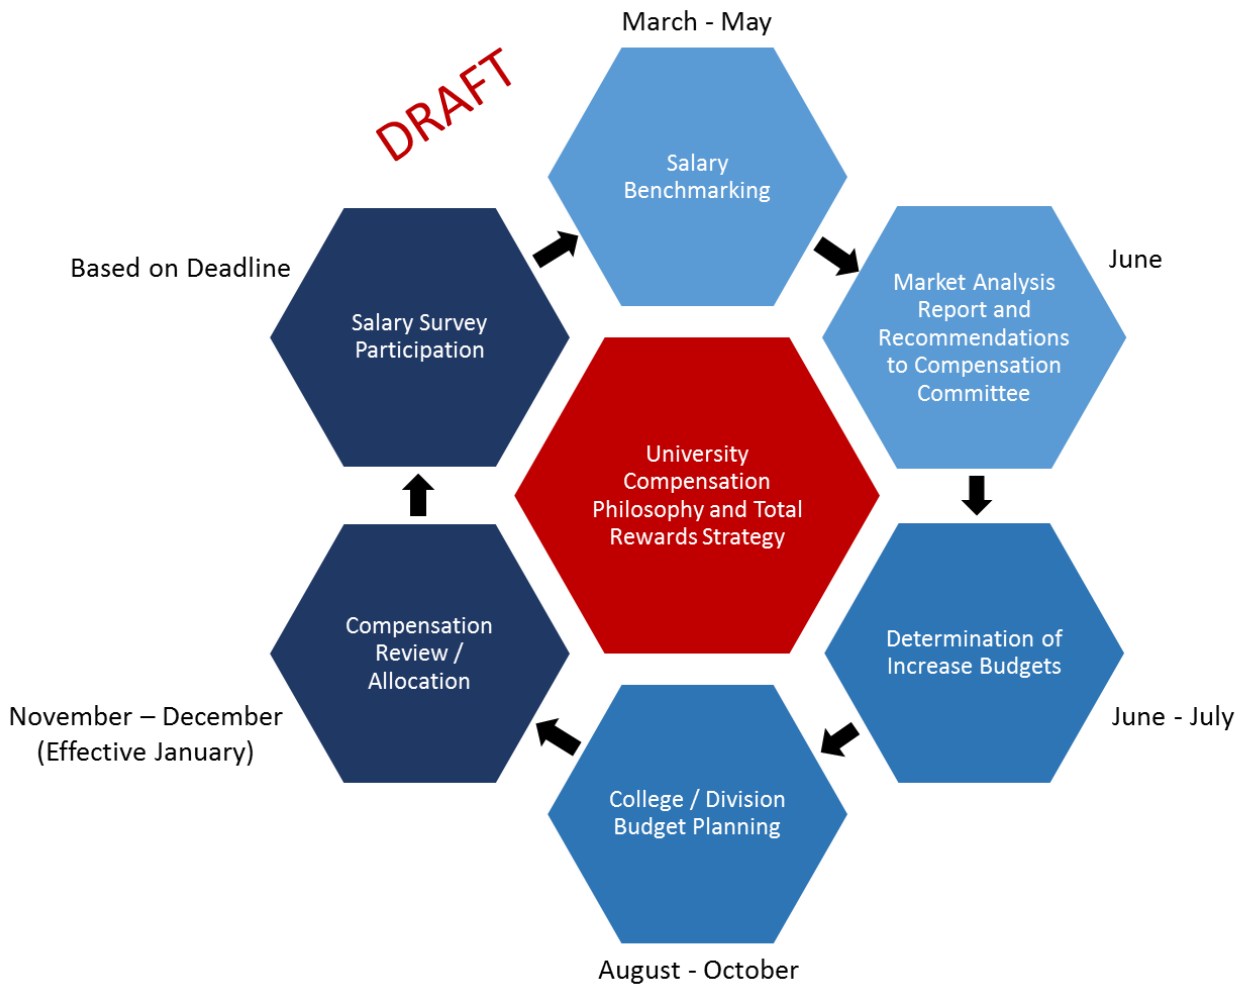 March - May
DRAFT
Salary
Benchmarking
June
Market Analysis
Report and
Recommendations
to Compensation
Committee
Based on Deadline
Salary Survey
Participation
University
Compensation
Philosophy and Total
Rewards Strategy
Determination of
Increase Budgets
June - July
Compensation
Review /
Allocation
November – December
(Effective January)
College / Division
Budget Planning
August - October